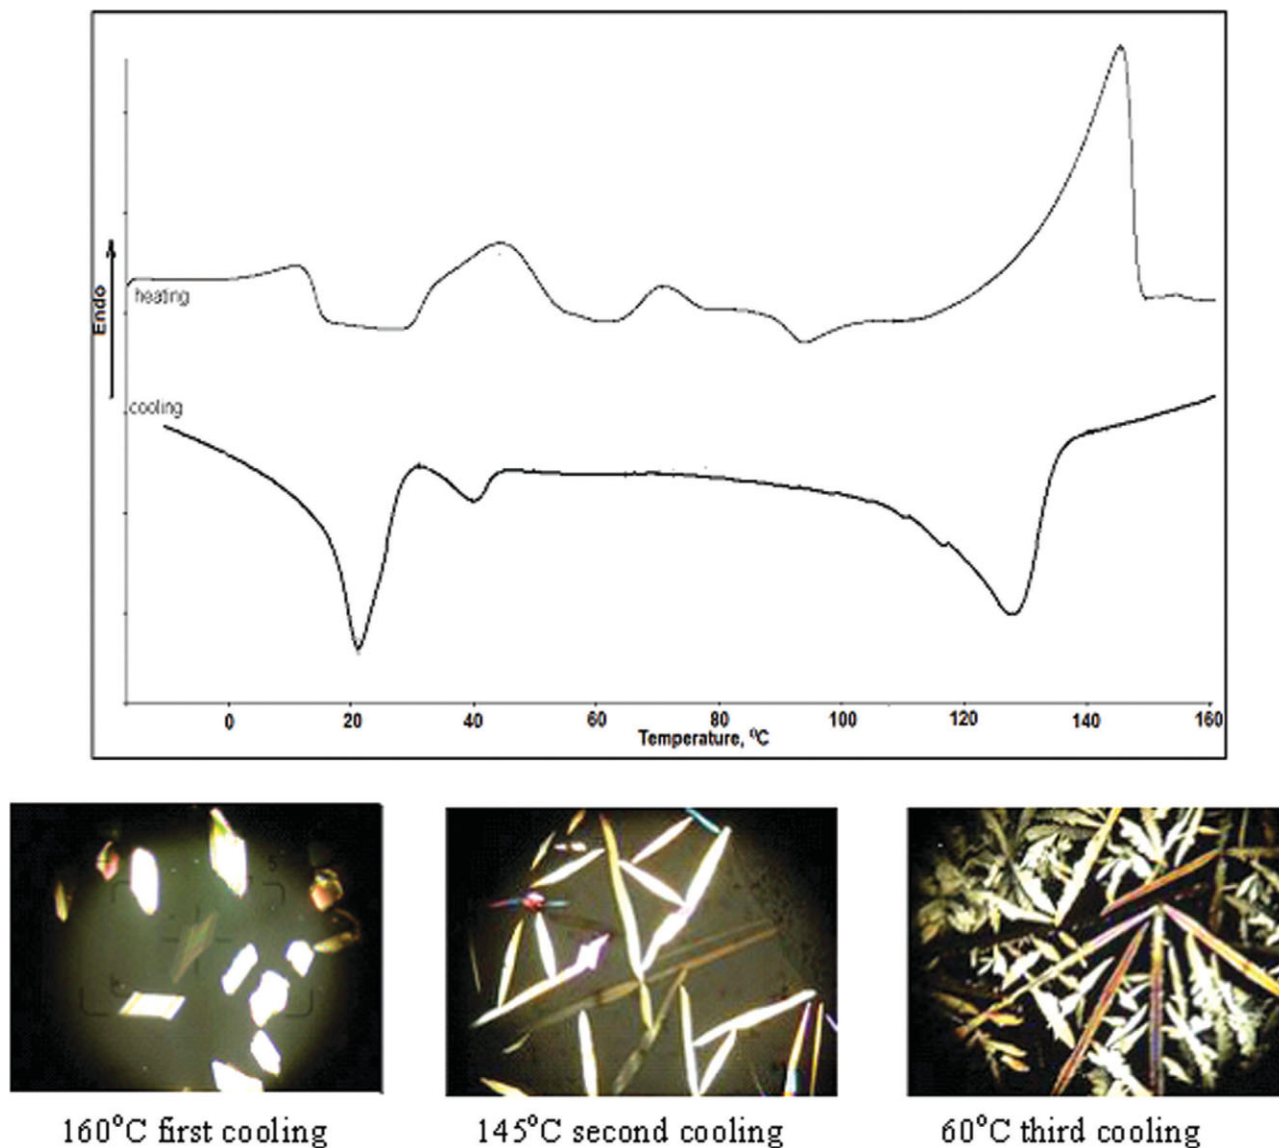 Endo
heating
cooling
0 20 40 60 80 100 120 140 160
Temperature, ⁰C
160°C first cooling
145°C second cooling
60°C third cooling